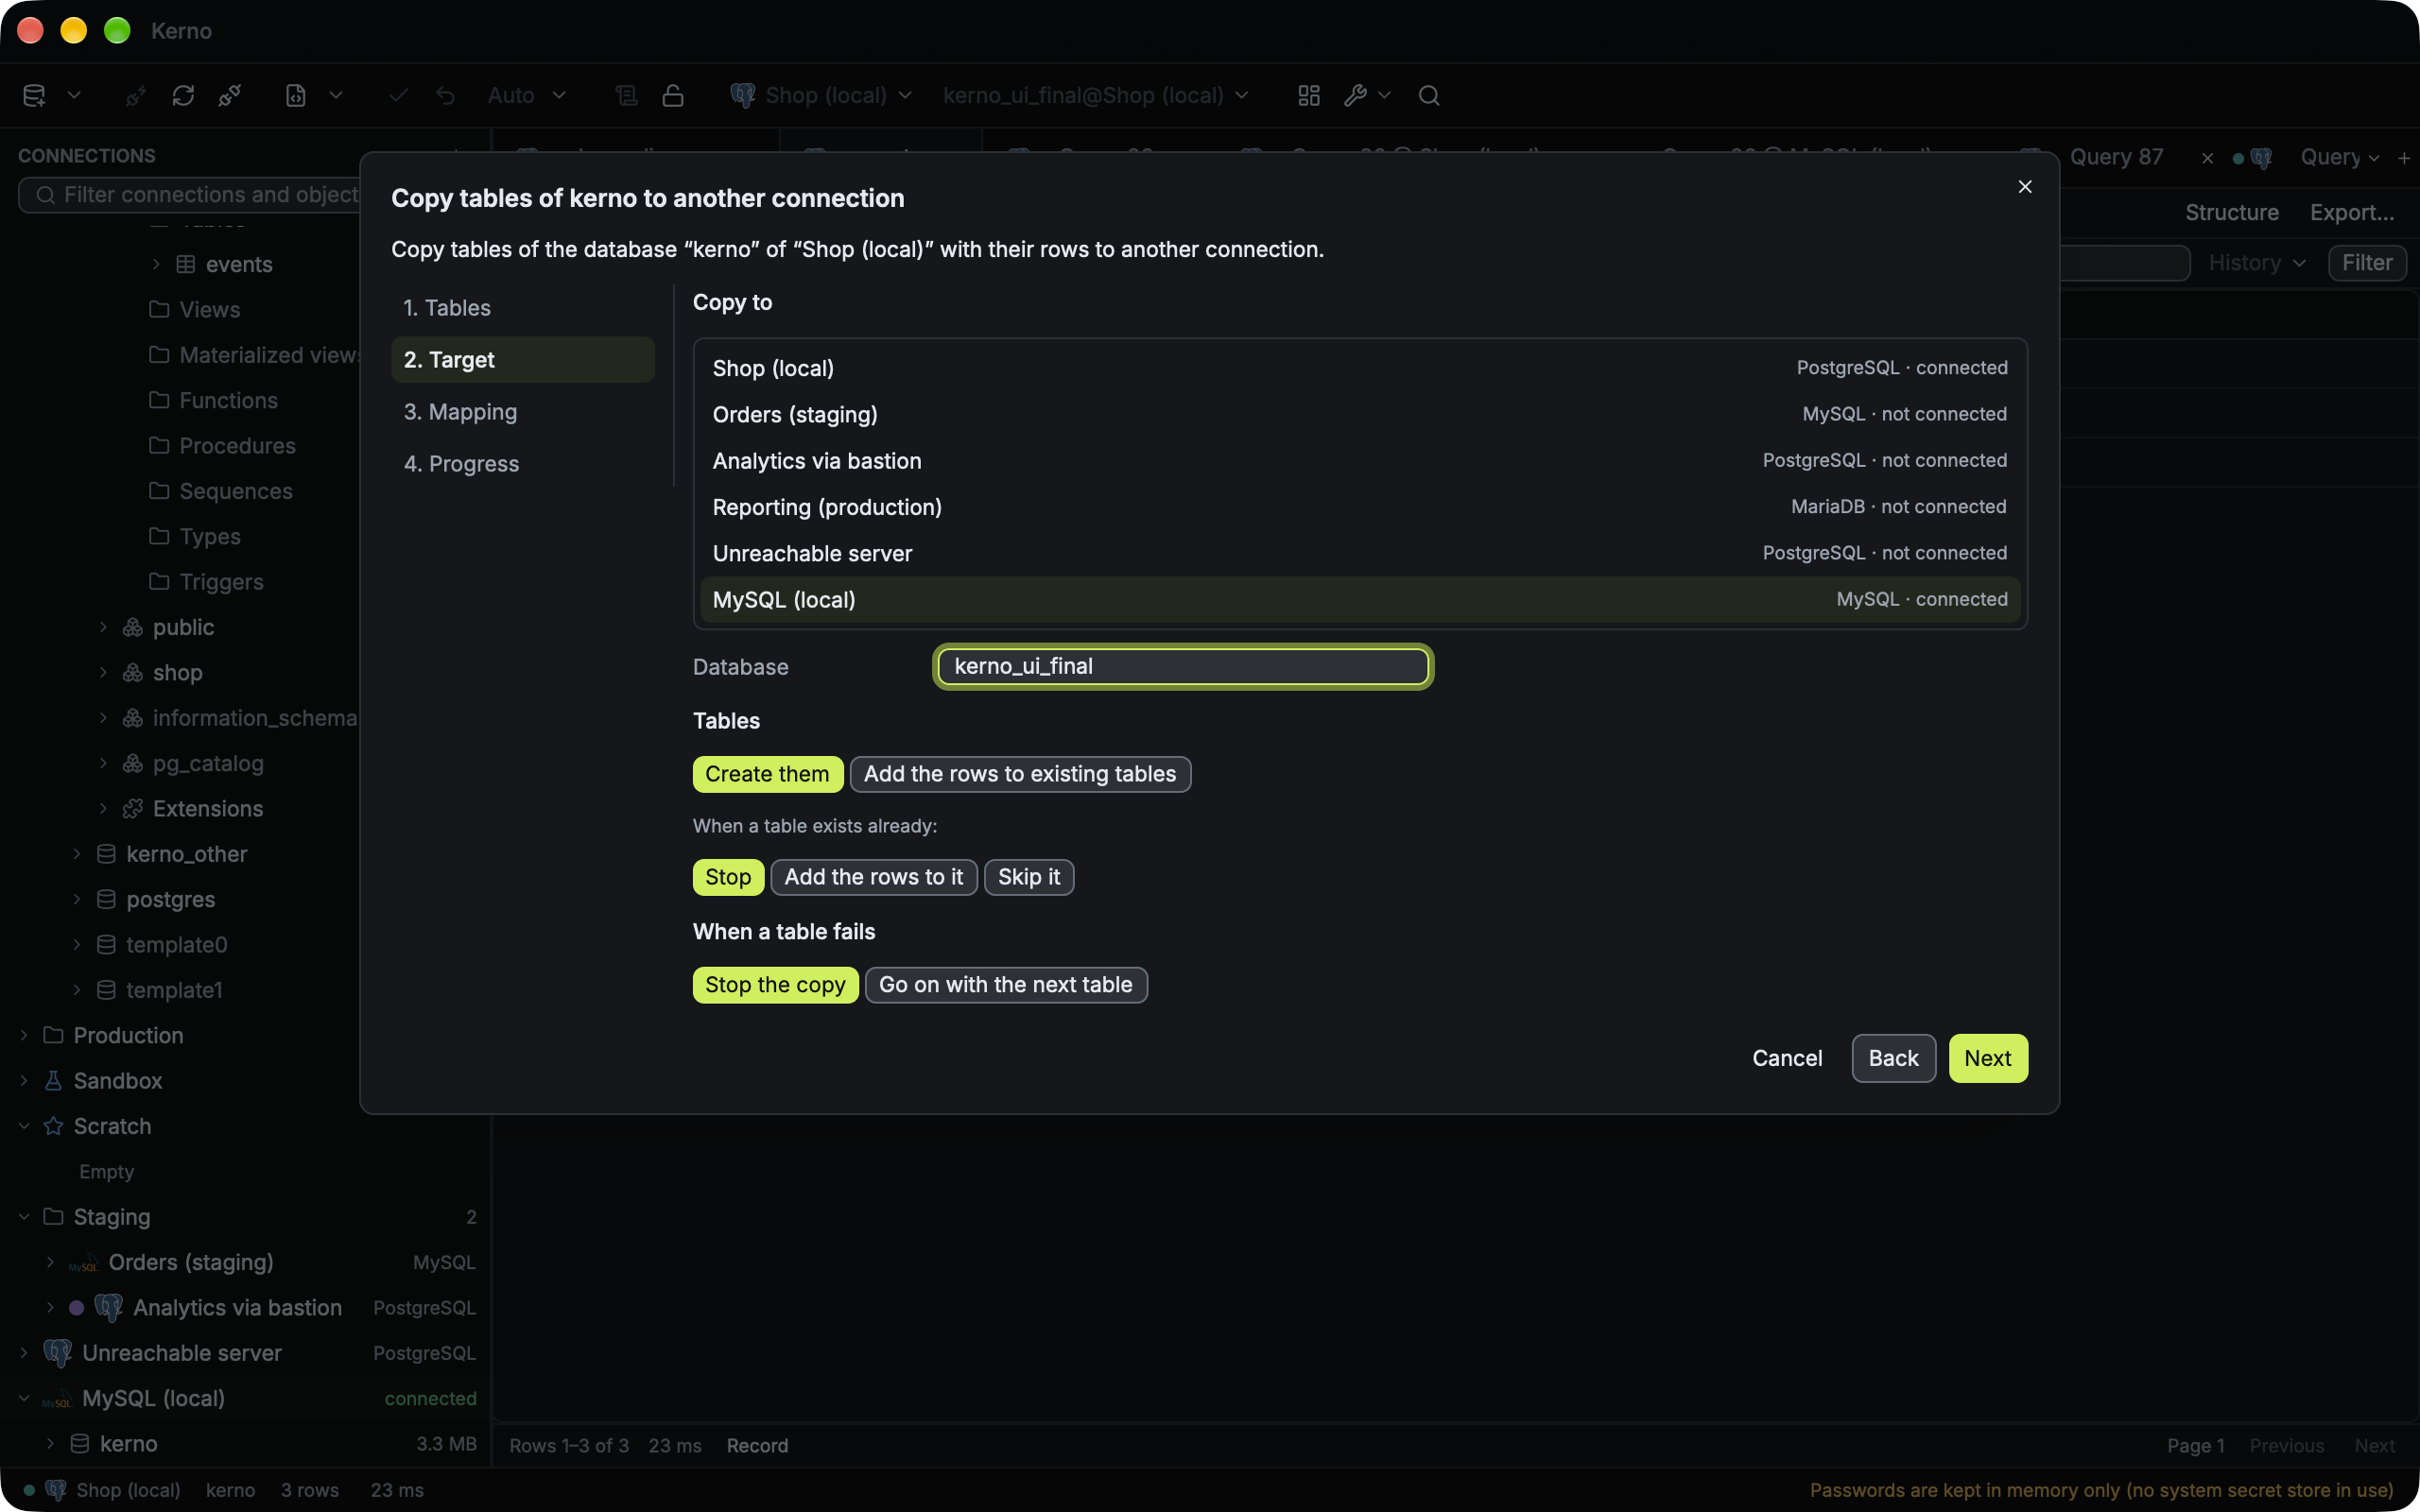 Kerno
Auto
Shop (local)
kerno_ui_final@Shop (local)
CONNECTIONS
Query 87
Query
Filter connections and object
Structure
Export...
History
Filter
events
Views
Materialized views
Functions
Procedures
Sequences
Types
Triggers
public
shop
information_schema
pg_catalog
Extensions
kerno_other
postgres
template0
template1
Production
Sandbox
Scratch
Empty
Staging 2
Orders (staging) MySQL
Analytics via bastion PostgreSQL
Unreachable server PostgreSQL
MySQL (local) connected
kerno 3.3 MB
Copy tables of kerno to another connection
Copy tables of the database “kerno” of “Shop (local)” with their rows to another connection.
1. Tables
2. Target
3. Mapping
4. Progress
Copy to
Shop (local) PostgreSQL · connected
Orders (staging) MySQL · not connected
Analytics via bastion PostgreSQL · not connected
Reporting (production) MariaDB · not connected
Unreachable server PostgreSQL · not connected
MySQL (local) MySQL · connected
Database kerno_ui_final
Tables
Create them Add the rows to existing tables
When a table exists already:
Stop Add the rows to it Skip it
When a table fails
Stop the copy Go on with the next table
Cancel Back Next
Rows 1–3 of 3 23 ms Record
Page 1 Previous Next
Shop (local) kerno 3 rows 23 ms
Passwords are kept in memory only (no system secret store in use)